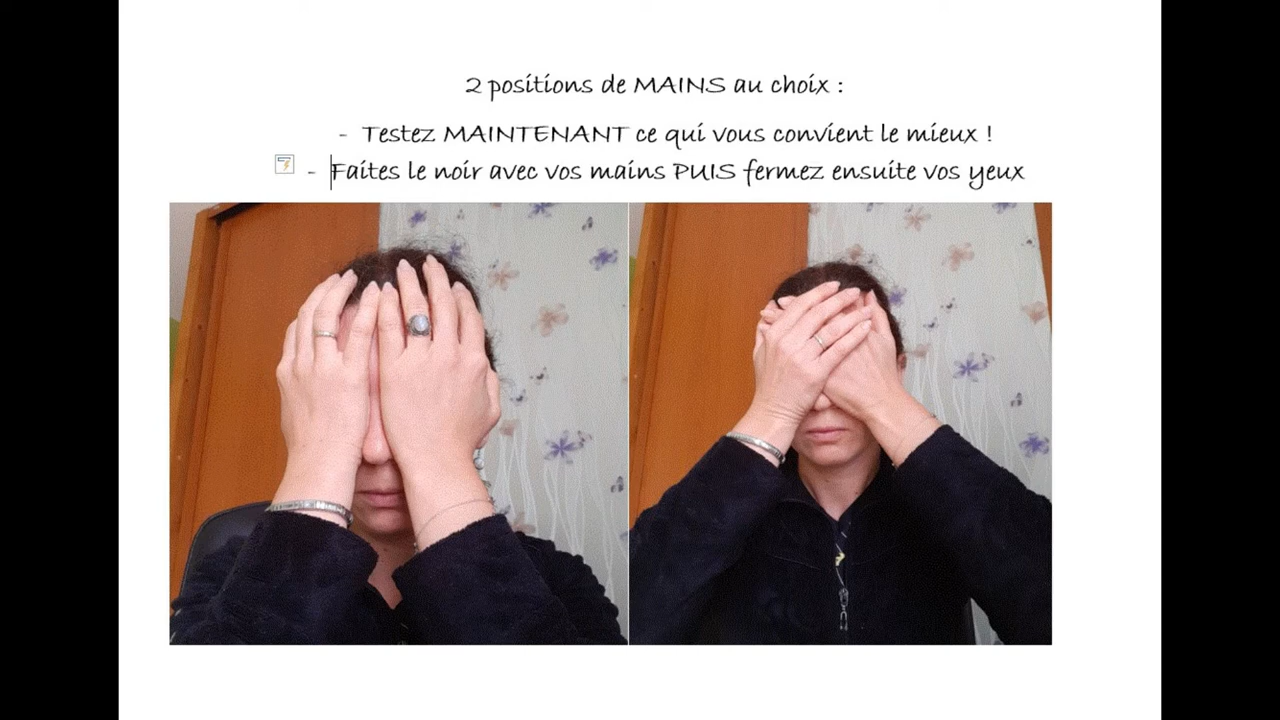 2 positions de MAINS au choix :
- Testez MAINTENANT ce qui vous convient le mieux !
- Faites le noir avec vos mains PUIS fermez ensuite vos yeux